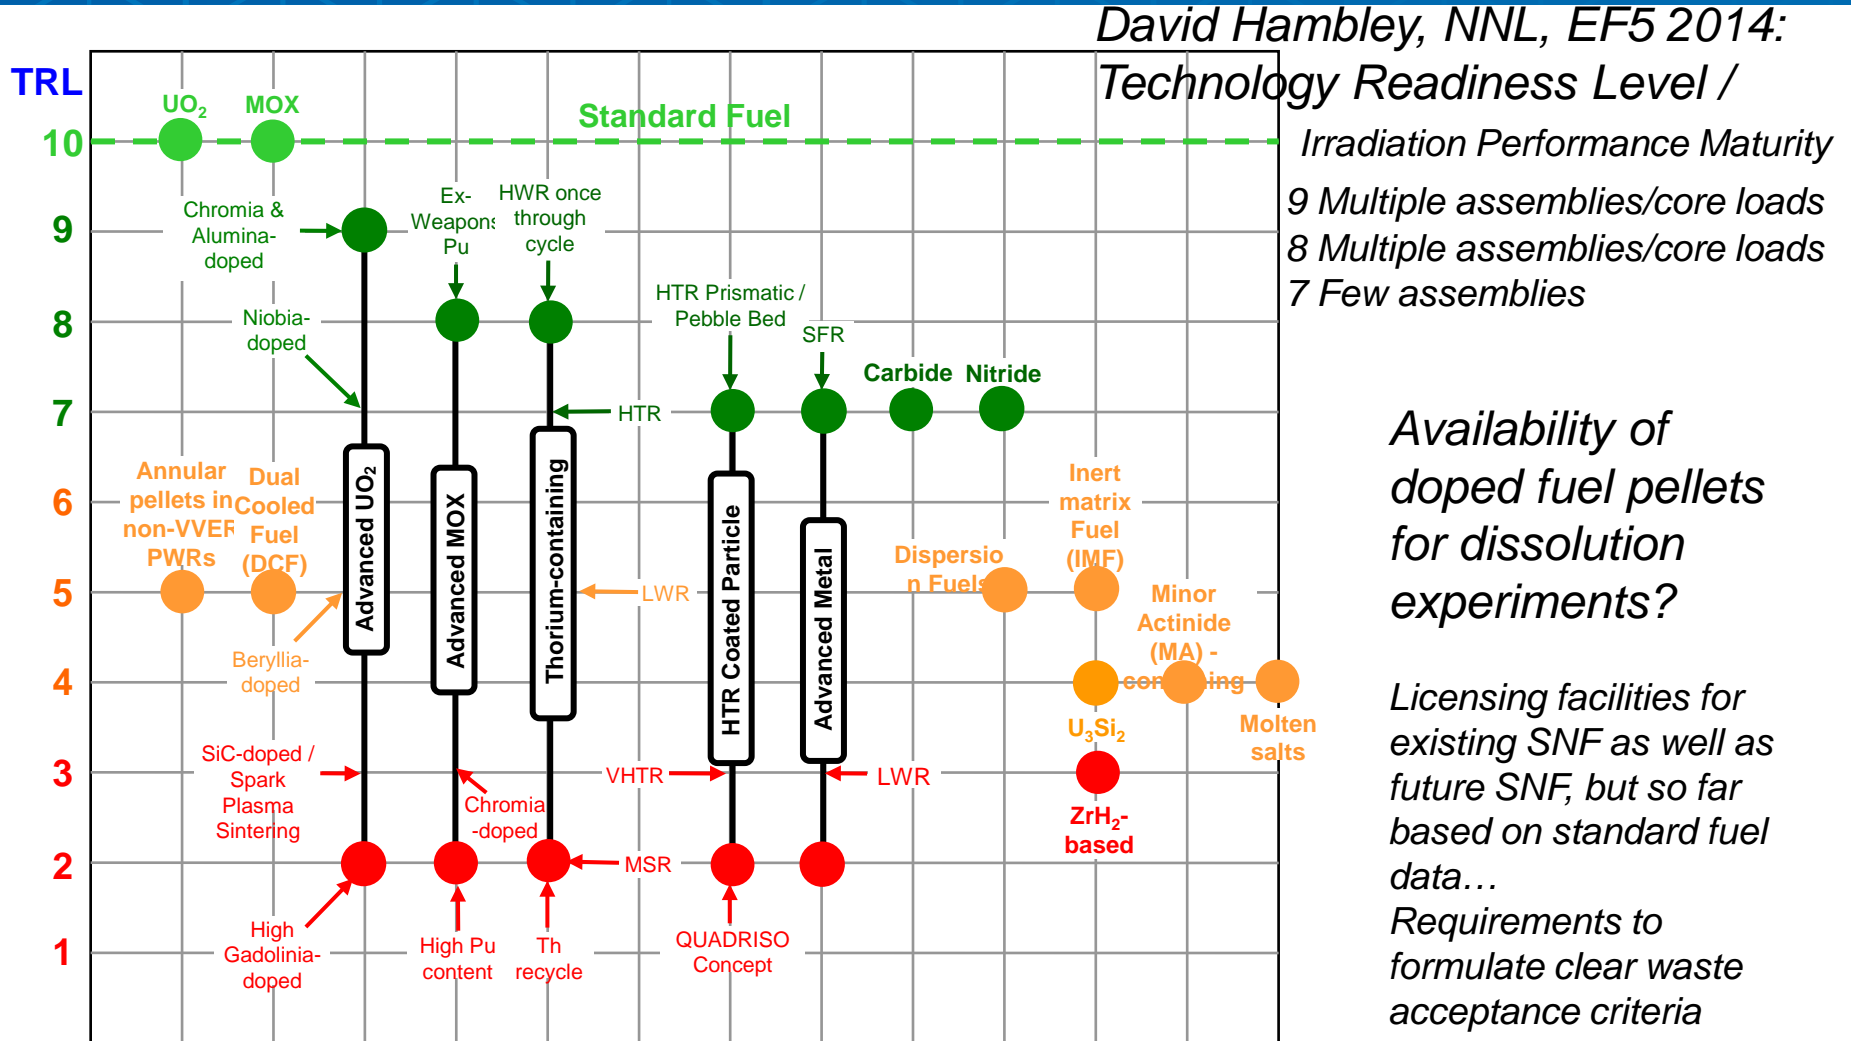 David Hambley, NNL, EF5 2014:
Technology Readiness Level /
Irradiation Performance Maturity
9 Multiple assemblies/core loads
8 Multiple assemblies/core loads
7 Few assemblies
TRL
10
9
8
7
6
5
4
3
2
1
UO₂
MOX
Standard Fuel
Chromia &
Alumina-
doped
Ex-
Weapons
Pu
HWR once
through
cycle
Niobia-
doped
HTR Prismatic /
Pebble Bed
SFR
Carbide
Nitride
HTR
Annular
pellets in
non-VVER
PWRs
Dual
Cooled
Fuel
(DCF)
Advanced UO₂
Advanced MOX
Thorium-containing
HTR Coated Particle
Advanced Metal
LWR
Dispersio
n Fuels
Inert
matrix
Fuel
(IMF)
Minor
Actinide
(MA) -
containing
Beryllia-
doped
U₃Si₂
Molten
salts
SiC-doped /
Spark
Plasma
Sintering
Chromia
-doped
VHTR
LWR
ZrH₂-
based
MSR
High
Gadolinia-
doped
High Pu
content
Th
recycle
QUADRISO
Concept
Availability of
doped fuel pellets
for dissolution
experiments?
Licensing facilities for
existing SNF as well as
future SNF, but so far
based on standard fuel
data…
Requirements to
formulate clear waste
acceptance criteria